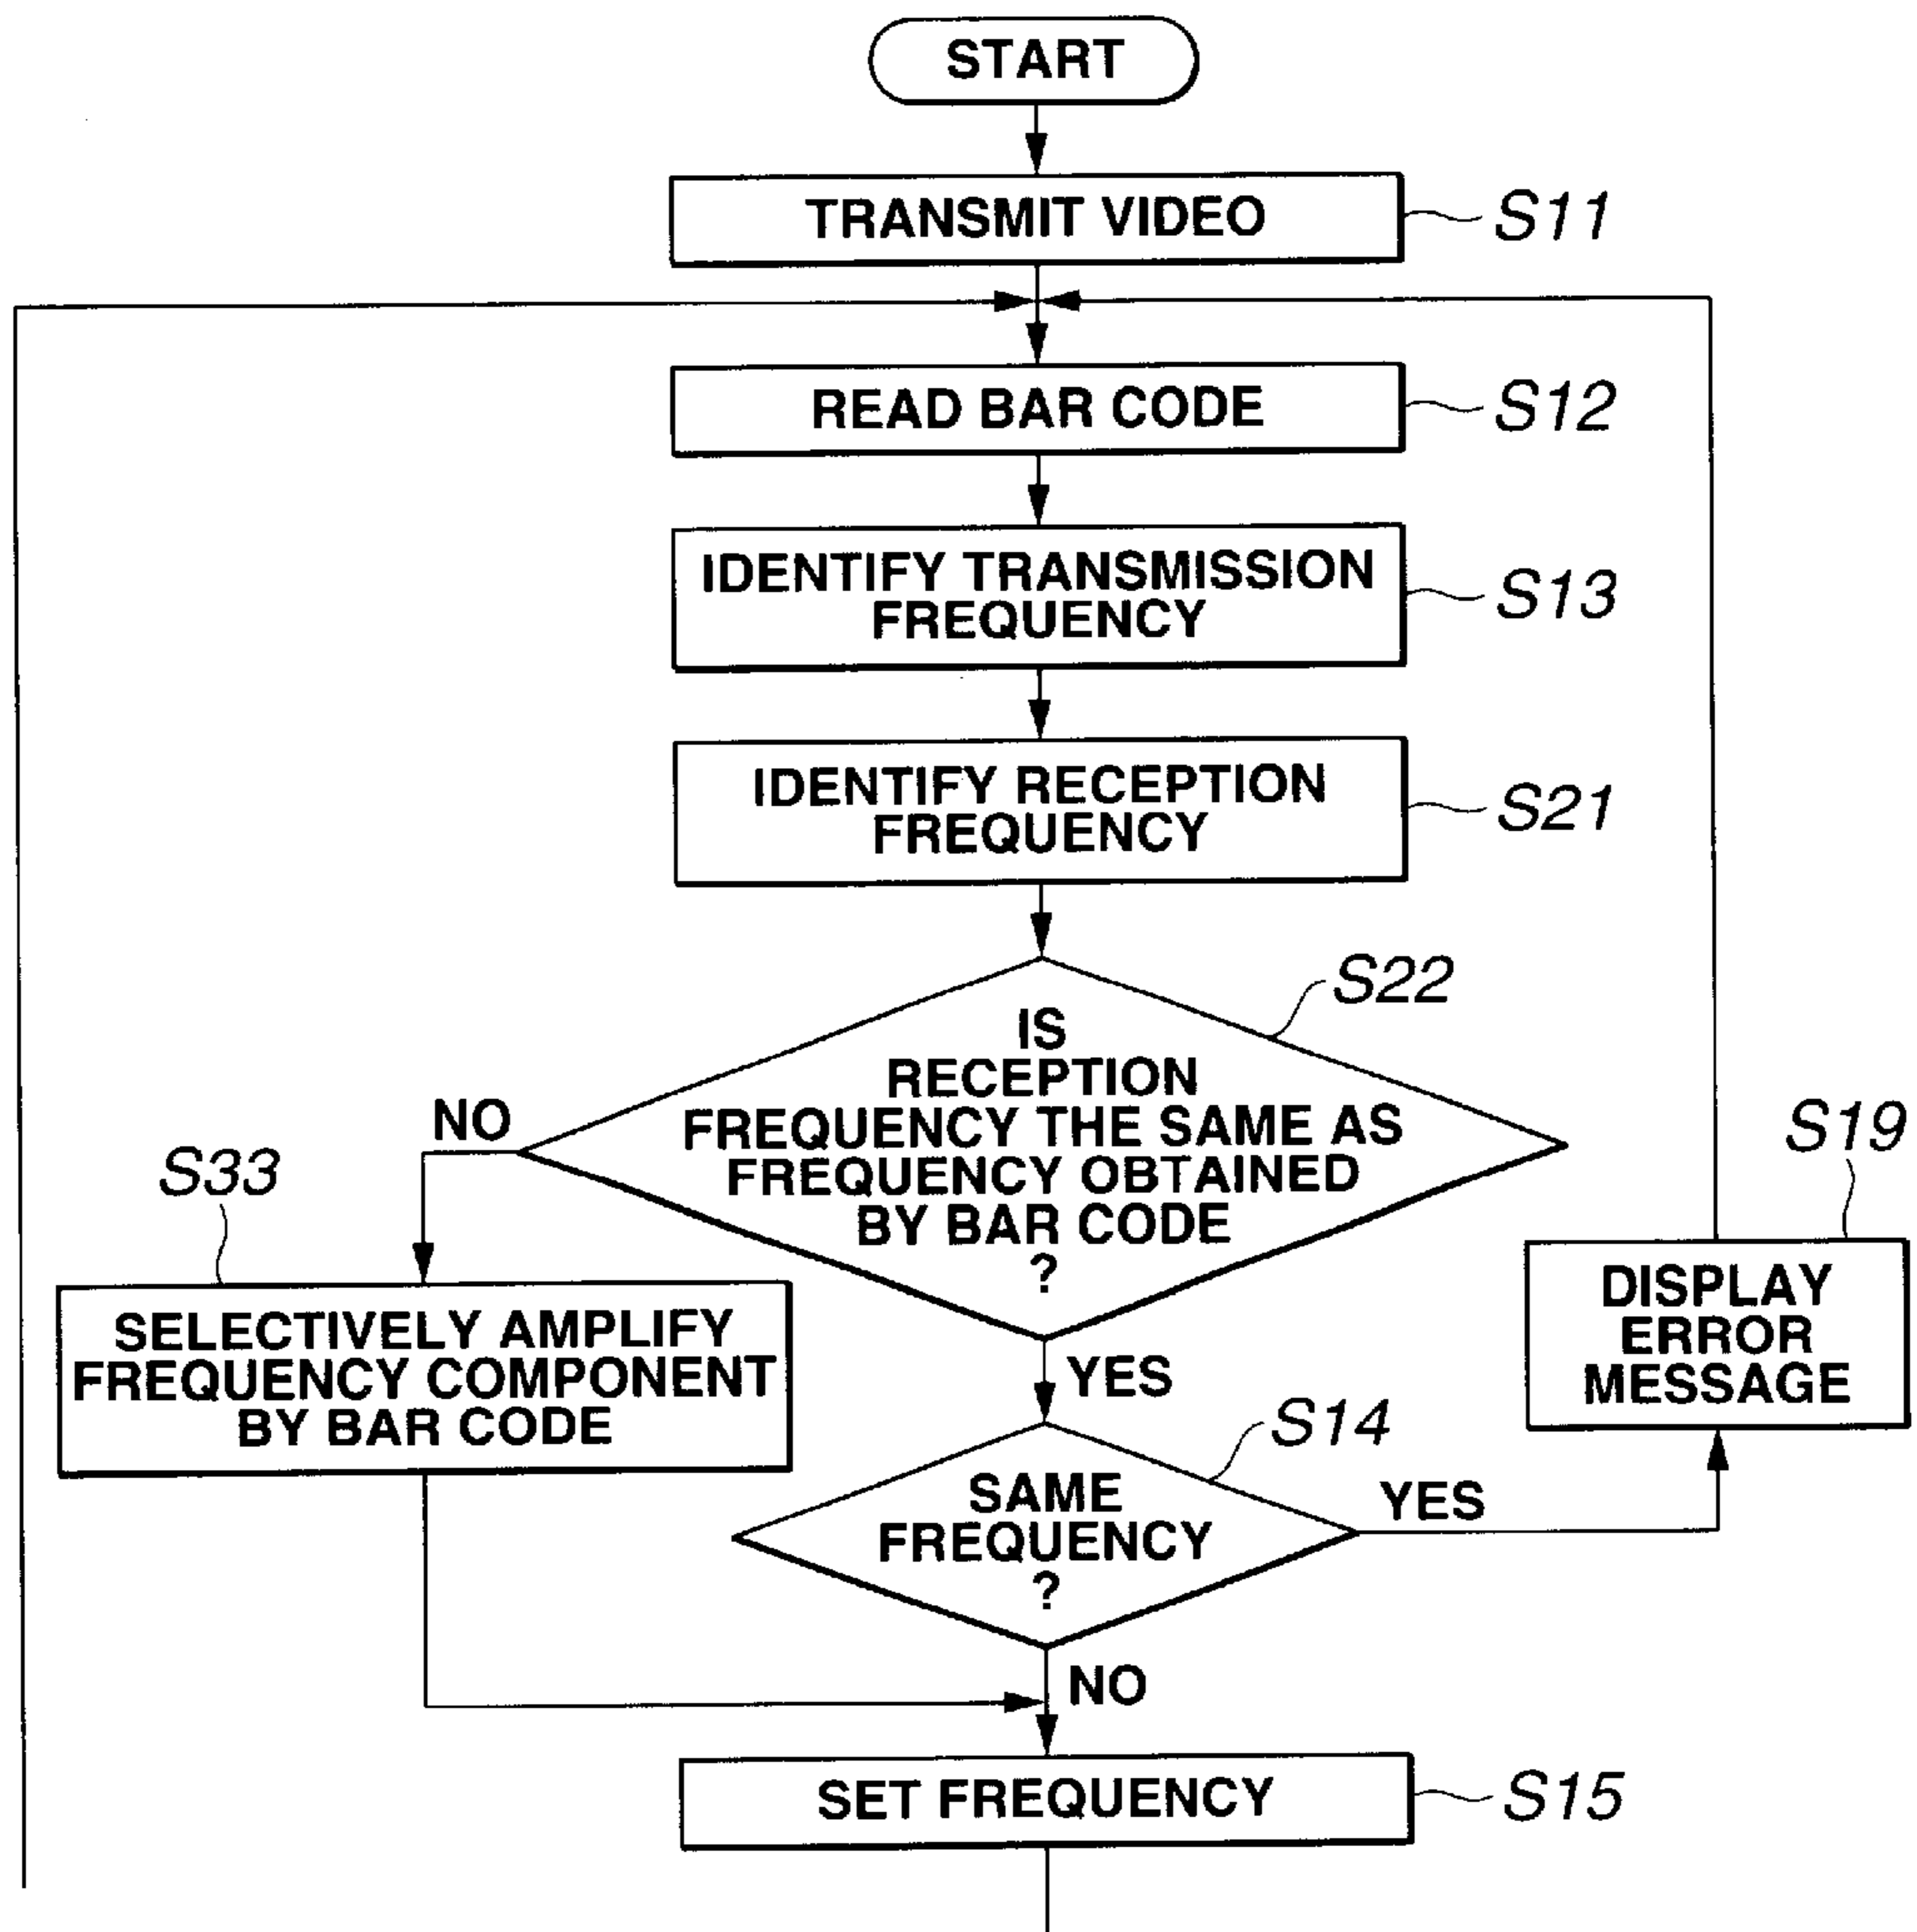 START
TRANSMIT VIDEO
S11
READ BAR CODE
S12
IDENTIFY TRANSMISSION
FREQUENCY
S13
IDENTIFY RECEPTION
FREQUENCY
S21
S22
IS
RECEPTION
FREQUENCY THE SAME AS
FREQUENCY OBTAINED
BY BAR CODE
?
NO
S33
SELECTIVELY AMPLIFY
FREQUENCY COMPONENT
BY BAR CODE
S19
DISPLAY
ERROR
MESSAGE
YES
S14
SAME
FREQUENCY
?
YES
NO
SET FREQUENCY
S15